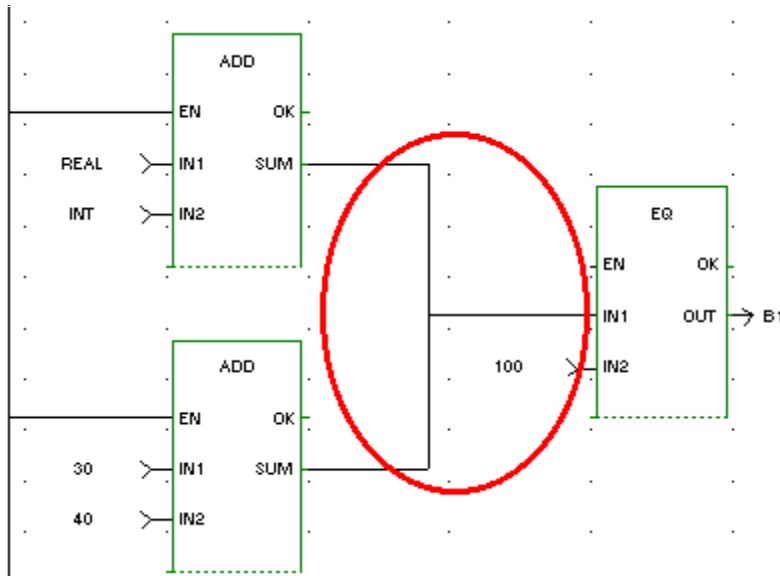 ADD
EN OK
REAL IN1 SUM
INT IN2
EQ
EN OK
IN1 OUT B1
100 IN2
ADD
EN OK
30 IN1 SUM
40 IN2